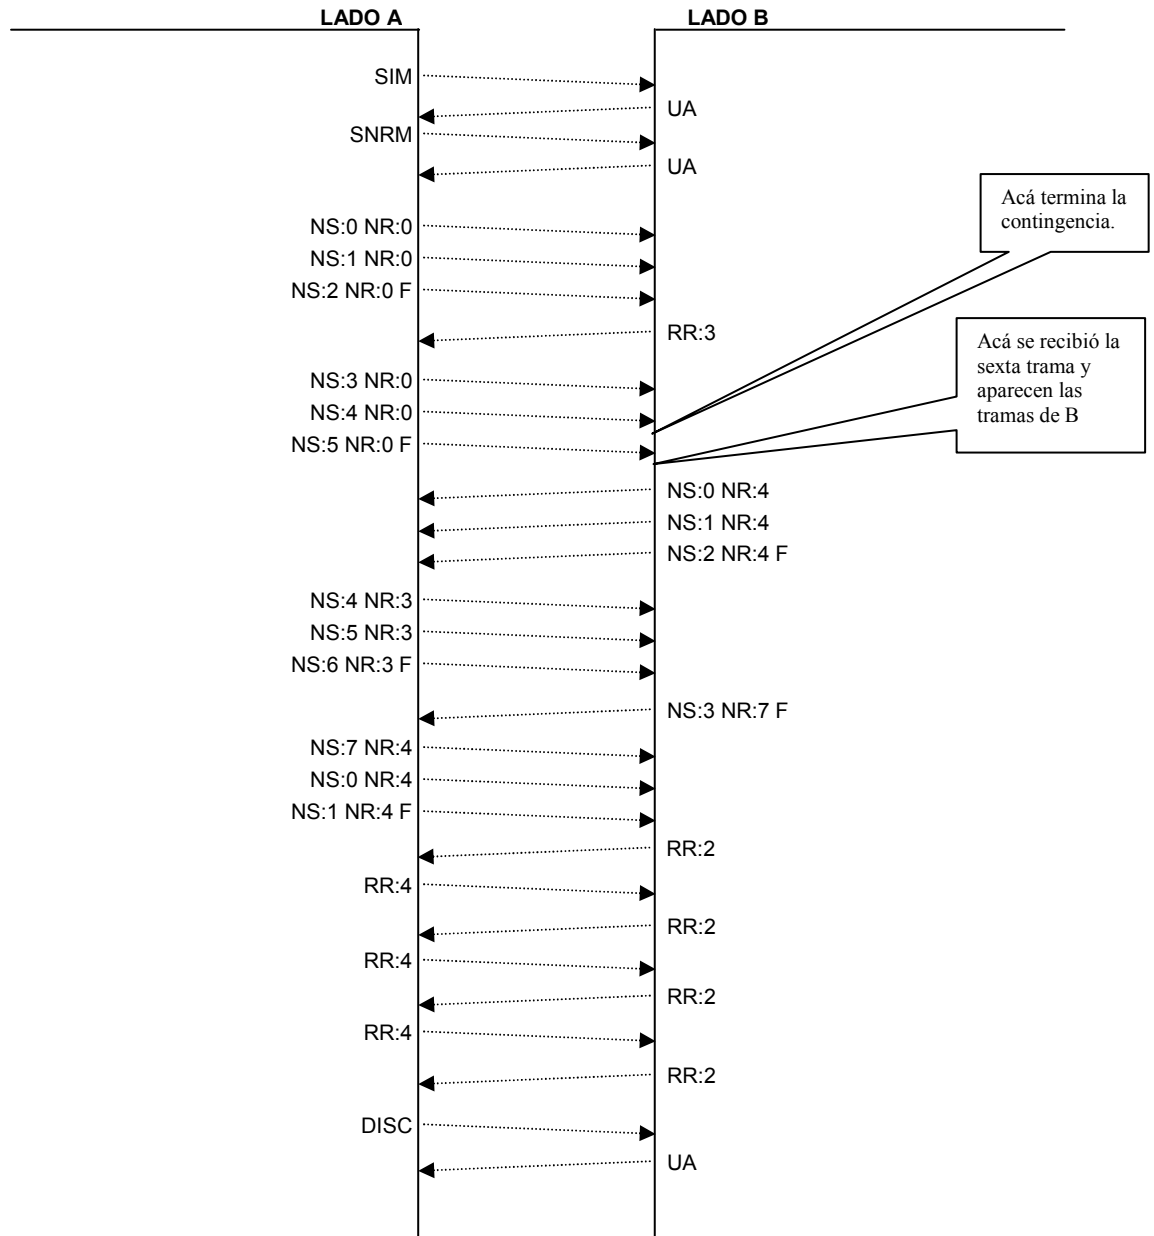 LADO A
LADO B
SIM
UA
SNRM
UA
Acá termina la
contingencia.
NS:0 NR:0
NS:1 NR:0
NS:2 NR:0 F
RR:3
Acá se recibió la
sexta trama y
aparecen las
tramas de B
NS:3 NR:0
NS:4 NR:0
NS:5 NR:0 F
NS:0 NR:4
NS:1 NR:4
NS:2 NR:4 F
NS:4 NR:3
NS:5 NR:3
NS:6 NR:3 F
NS:3 NR:7 F
NS:7 NR:4
NS:0 NR:4
NS:1 NR:4 F
RR:2
RR:4
RR:2
RR:4
RR:2
RR:4
RR:2
DISC
UA